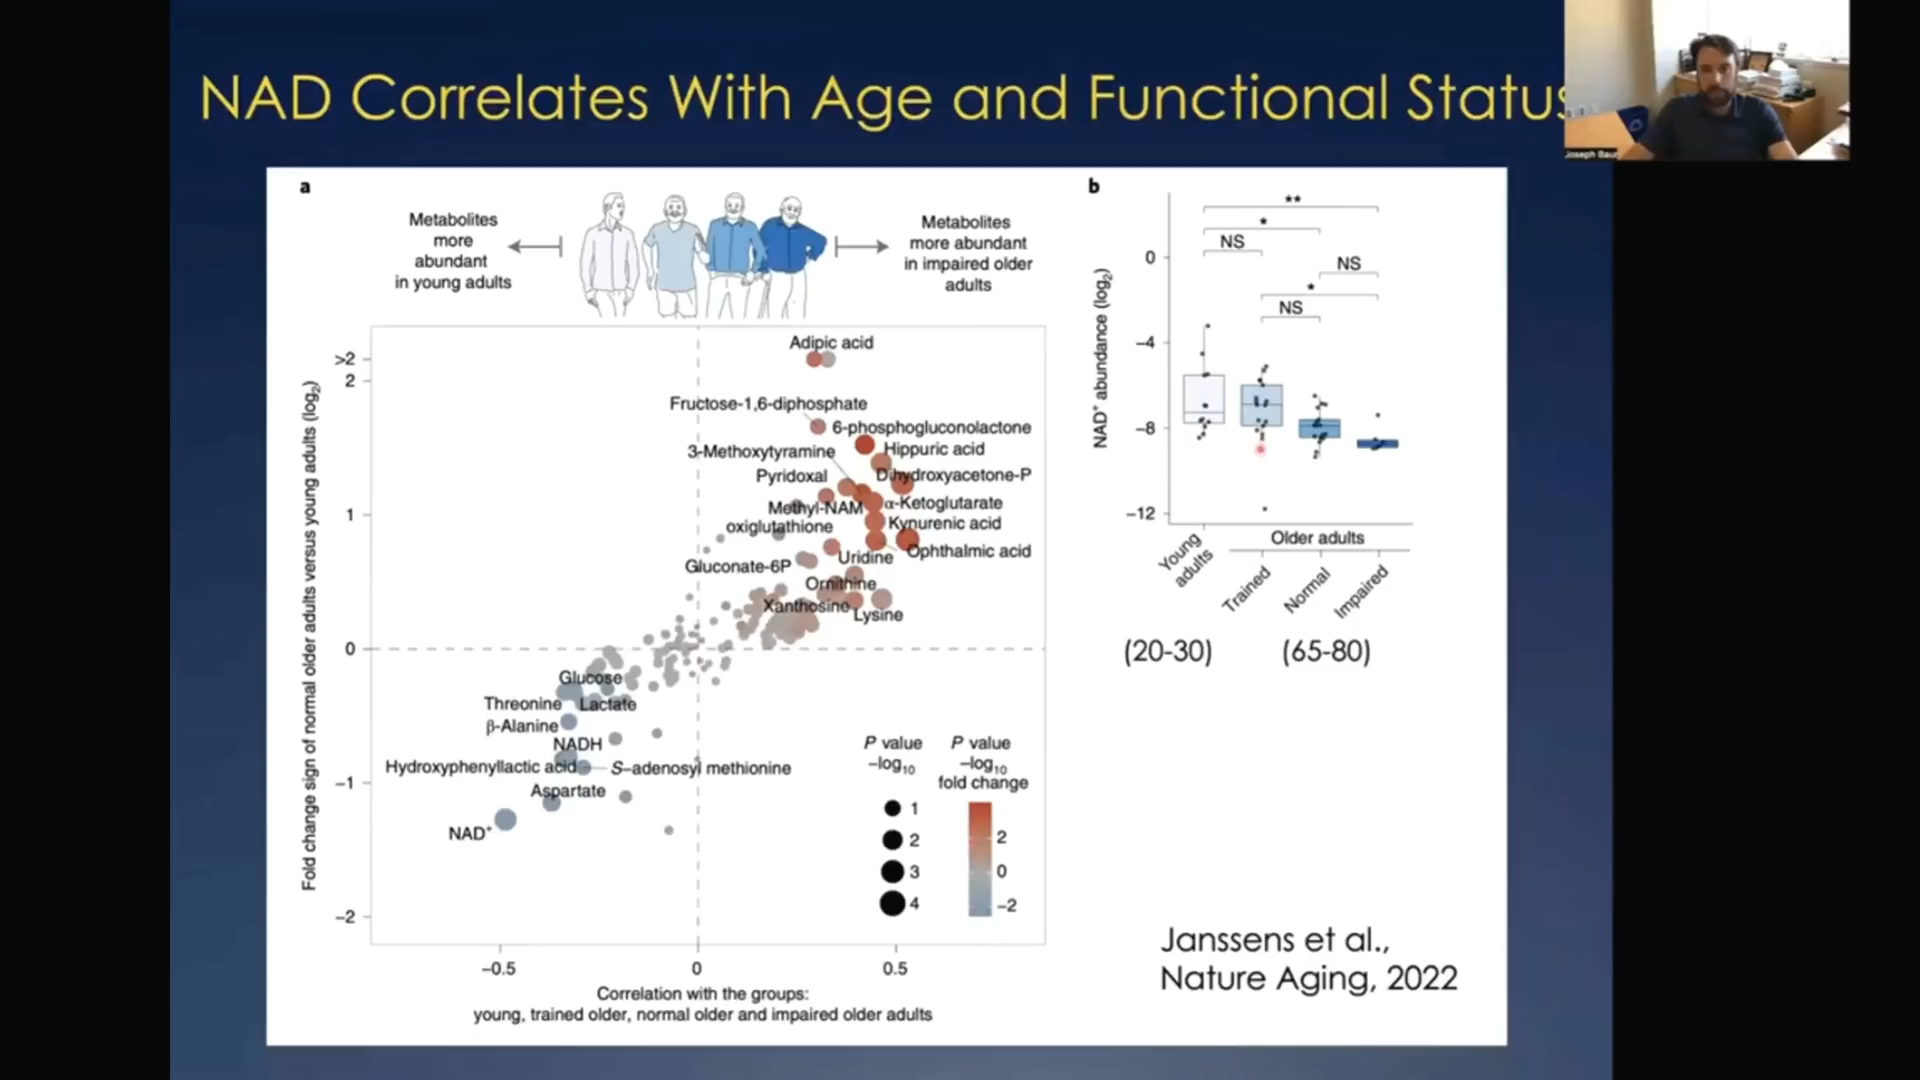 NAD Correlates With Age and Functional Status
Joseph Baur
a
Metabolites
more
abundant
in young adults
Metabolites
more abundant
in impaired older
adults
Fold change sign of normal older adults versus young adults (log2)
>2
2
1
0
−1
−2
Adipic acid
Fructose-1,6-diphosphate
6-phosphogluconolactone
3-Methoxytyramine
Hippuric acid
Pyridoxal
Dihydroxyacetone-P
Methyl-NAM
α-Ketoglutarate
oxiglutathione
Kynurenic acid
Ophthalmic acid
Uridine
Gluconate-6P
Ornithine
Xanthosine
Lysine
Glucose
Threonine
Lactate
β-Alanine
NADH
Hydroxyphenyllactic acid
S–adenosyl methionine
Aspartate
NAD+
P value
−log10
1
2
3
4
P value
−log10
fold change
2
0
−2
−0.5
0
0.5
Correlation with the groups:
young, trained older, normal older and impaired older adults
b
NAD+ abundance (log2)
0
−4
−8
−12
**
*
NS
NS
*
NS
Young
adults
Older adults
Trained
Normal
Impaired
(20-30)
(65-80)
Janssens et al.,
Nature Aging, 2022